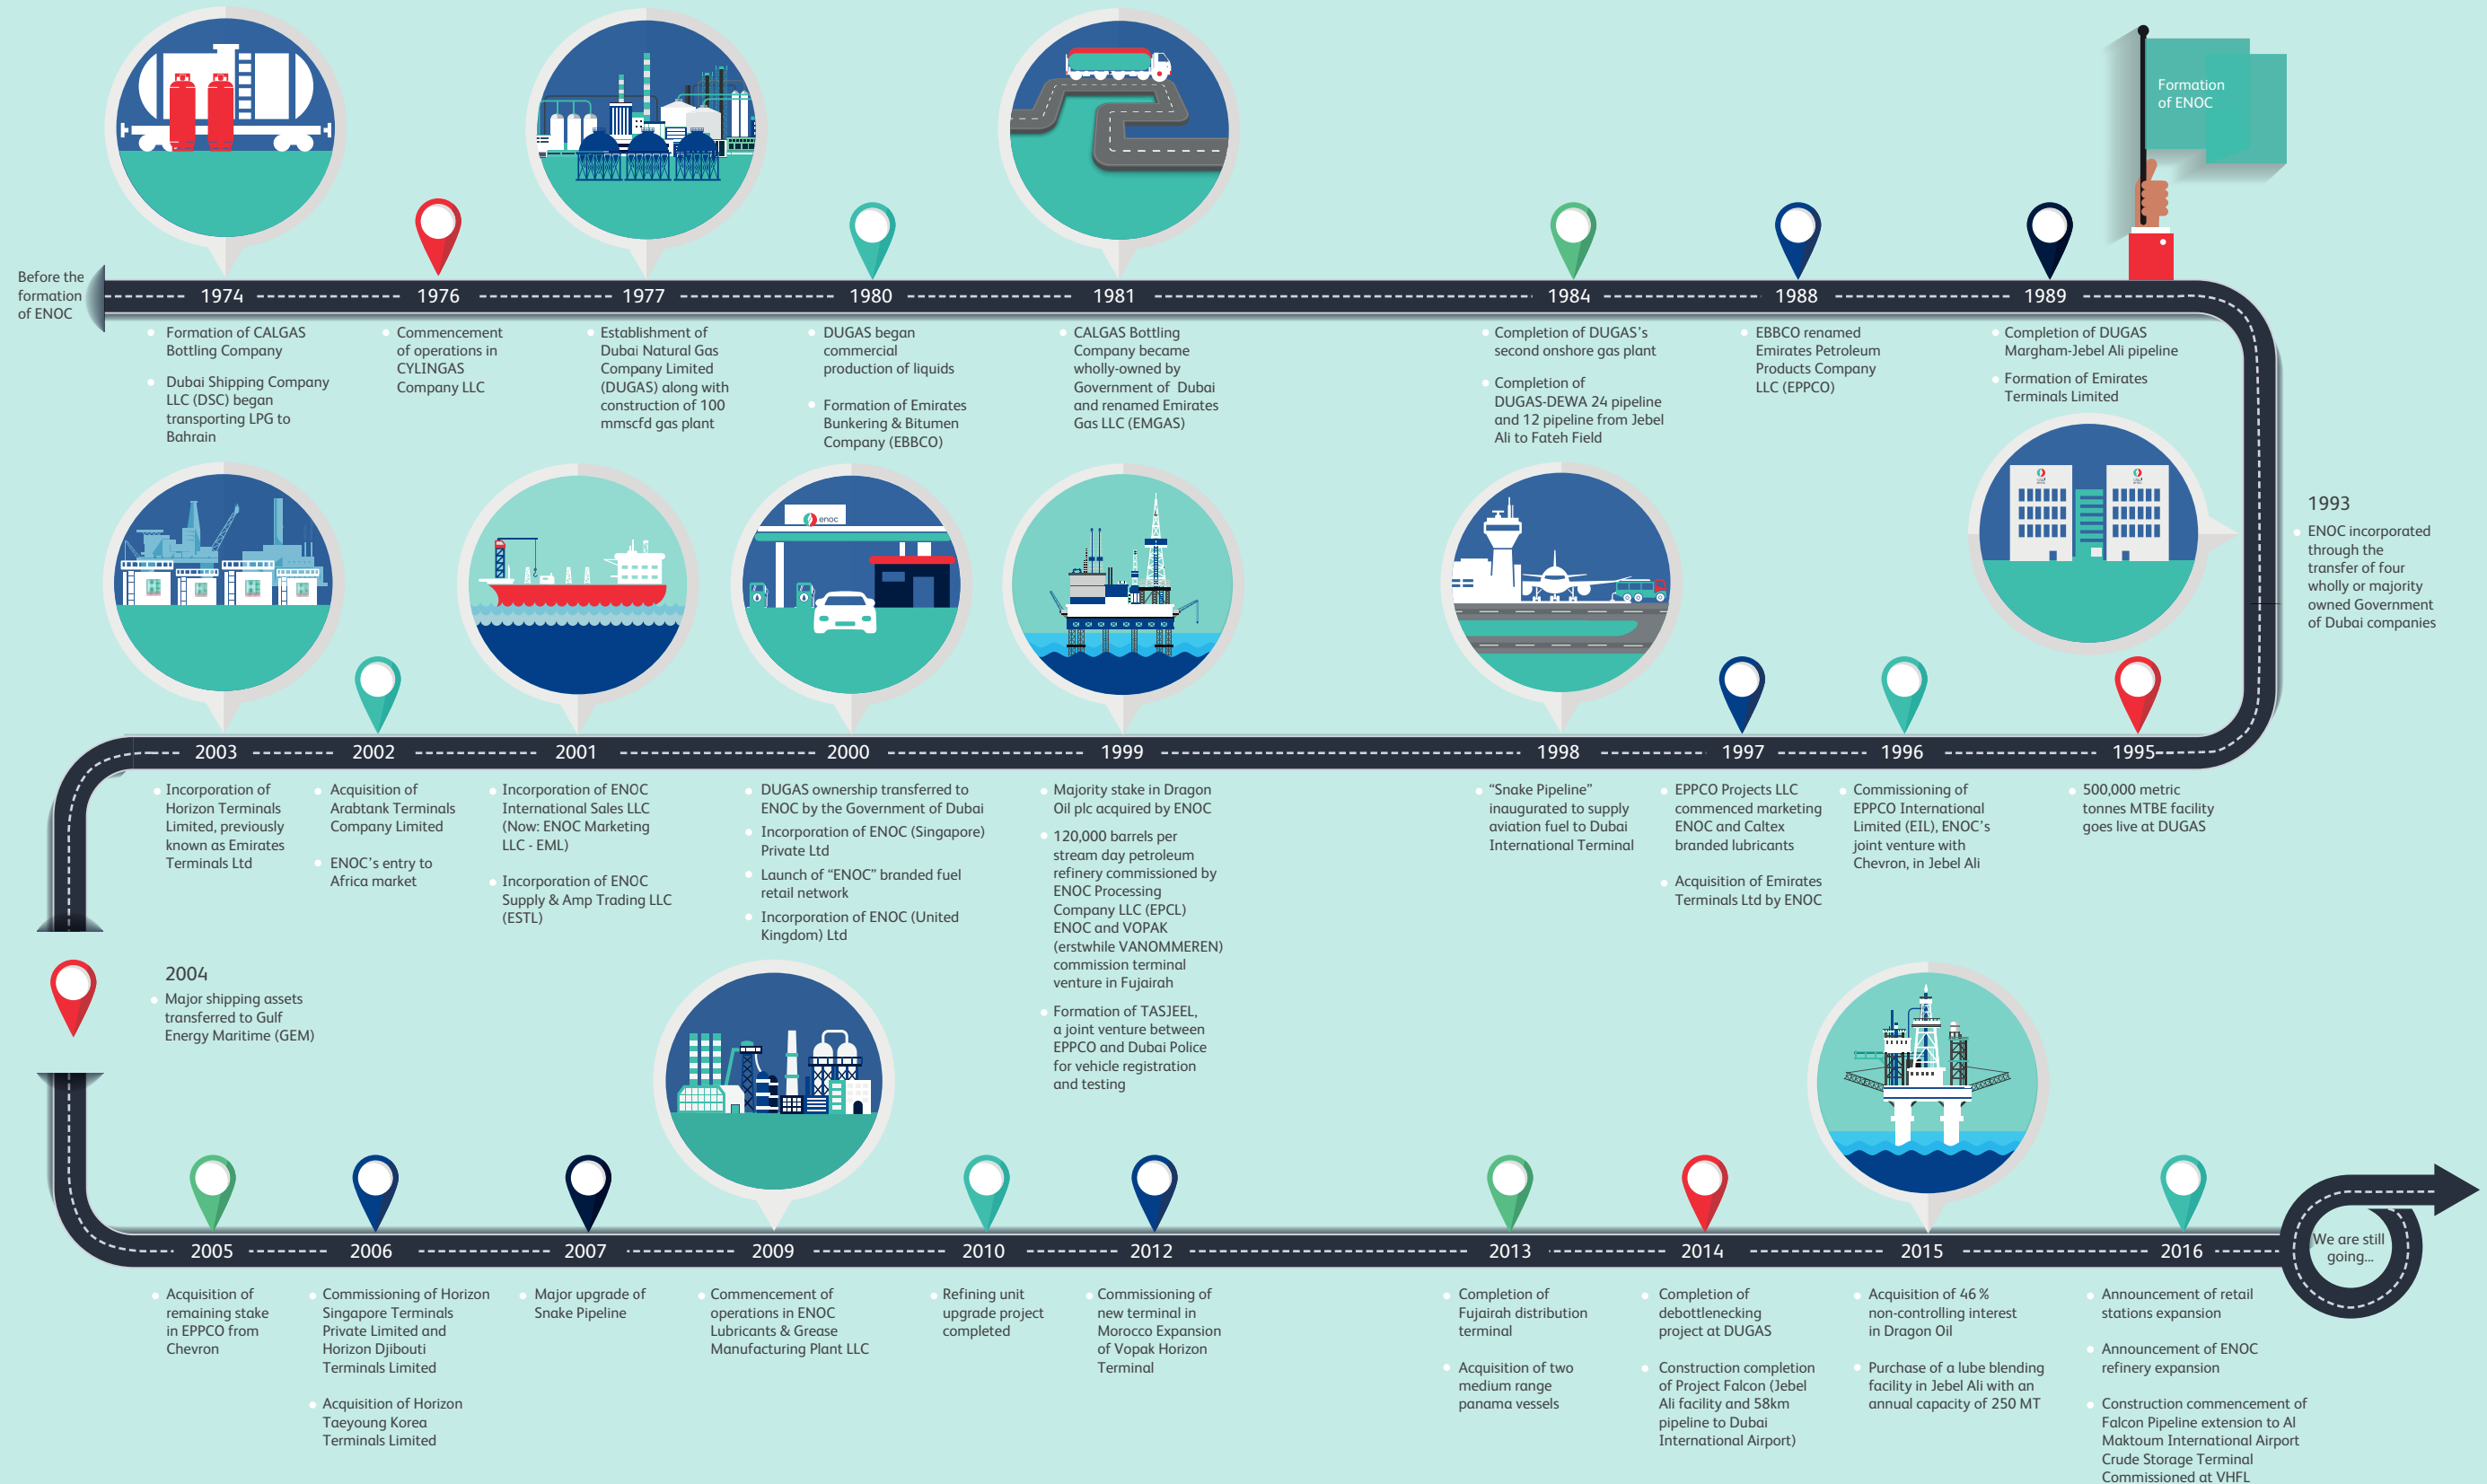 Formation
of ENOC
Before the
formation
of ENOC
1974
1976
1977
1980
1981
1984
1988
1989
Formation of CALGAS
Bottling Company
Dubai Shipping Company
LLC (DSC) began
transporting LPG to
Bahrain
Commencement
of operations in
CYLINGAS
Company LLC
Establishment of
Dubai Natural Gas
Company Limited
(DUGAS) along with
construction of 100
mmscfd gas plant
DUGAS began
commercial
production of liquids
Formation of Emirates
Bunkering & Bitumen
Company (EBBCO)
CALGAS Bottling
Company became
wholly-owned by
Government of Dubai
and renamed Emirates
Gas LLC (EMGAS)
Completion of DUGAS's
second onshore gas plant
Completion of
DUGAS-DEWA 24 pipeline
and 12 pipeline from Jebel
Ali to Fateh Field
EBBCO renamed
Emirates Petroleum
Products Company
LLC (EPPCO)
Completion of DUGAS
Margham-Jebel Ali pipeline
Formation of Emirates
Terminals Limited
1993
ENOC incorporated
through the
transfer of four
wholly or majority
owned Government
of Dubai companies
enoc
2003
2002
2001
2000
1999
1998
1997
1996
1995
Incorporation of
Horizon Terminals
Limited, previously
known as Emirates
Terminals Ltd
Acquisition of
Arabtank Terminals
Company Limited
ENOC's entry to
Africa market
Incorporation of ENOC
International Sales LLC
(Now: ENOC Marketing
LLC - EML)
Incorporation of ENOC
Supply & Amp Trading LLC
(ESTL)
DUGAS ownership transferred to
ENOC by the Government of Dubai
Incorporation of ENOC (Singapore)
Private Ltd
Launch of “ENOC” branded fuel
retail network
Incorporation of ENOC (United
Kingdom) Ltd
Majority stake in Dragon
Oil plc acquired by ENOC
120,000 barrels per
stream day petroleum
refinery commissioned by
ENOC Processing
Company LLC (EPCL)
ENOC and VOPAK
(erstwhile VANOMMEREN)
commission terminal
venture in Fujairah
Formation of TASJEEL,
a joint venture between
EPPCO and Dubai Police
for vehicle registration
and testing
“Snake Pipeline”
inaugurated to supply
aviation fuel to Dubai
International Terminal
EPPCO Projects LLC
commenced marketing
ENOC and Caltex
branded lubricants
Acquisition of Emirates
Terminals Ltd by ENOC
Commissioning of
EPPCO International
Limited (EIL), ENOC's
joint venture with
Chevron, in Jebel Ali
500,000 metric
tonnes MTBE facility
goes live at DUGAS
2004
Major shipping assets
transferred to Gulf
Energy Maritime (GEM)
2005
2006
2007
2009
2010
2012
2013
2014
2015
2016
We are still
going...
Acquisition of
remaining stake
in EPPCO from
Chevron
Commissioning of Horizon
Singapore Terminals
Private Limited and
Horizon Djibouti
Terminals Limited
Acquisition of Horizon
Taeyoung Korea
Terminals Limited
Major upgrade of
Snake Pipeline
Commencement of
operations in ENOC
Lubricants & Grease
Manufacturing Plant LLC
Refining unit
upgrade project
completed
Commissioning of
new terminal in
Morocco Expansion
of Vopak Horizon
Terminal
Completion of
Fujairah distribution
terminal
Acquisition of two
medium range
panama vessels
Completion of
debottlenecking
project at DUGAS
Construction completion
of Project Falcon (Jebel
Ali facility and 58km
pipeline to Dubai
International Airport)
Acquisition of 46 %
non-controlling interest
in Dragon Oil
Purchase of a lube blending
facility in Jebel Ali with an
annual capacity of 250 MT
Announcement of retail
stations expansion
Announcement of ENOC
refinery expansion
Construction commencement of
Falcon Pipeline extension to Al
Maktoum International Airport
Crude Storage Terminal
Commissioned at VHFL